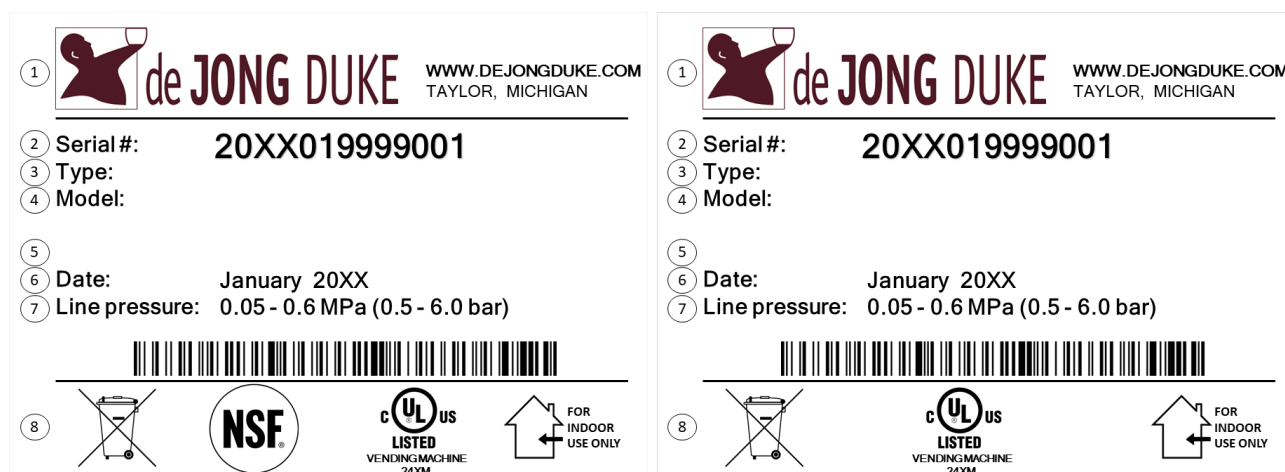 1
de JONG DUKE
WWW.DEJONGDUKE.COM
TAYLOR, MICHIGAN
2 Serial #: 20XX019999001
3 Type:
4 Model:
5
6 Date: January 20XX
7 Line pressure: 0.05 - 0.6 MPa (0.5 - 6.0 bar)
8
NSF®
C UL® US
LISTED
VENDING MACHINE
24XM
FOR
INDOOR
USE ONLY
1
de JONG DUKE
WWW.DEJONGDUKE.COM
TAYLOR, MICHIGAN
2 Serial #: 20XX019999001
3 Type:
4 Model:
5
6 Date: January 20XX
7 Line pressure: 0.05 - 0.6 MPa (0.5 - 6.0 bar)
8
C UL® US
LISTED
VENDING MACHINE
24XM
FOR
INDOOR
USE ONLY